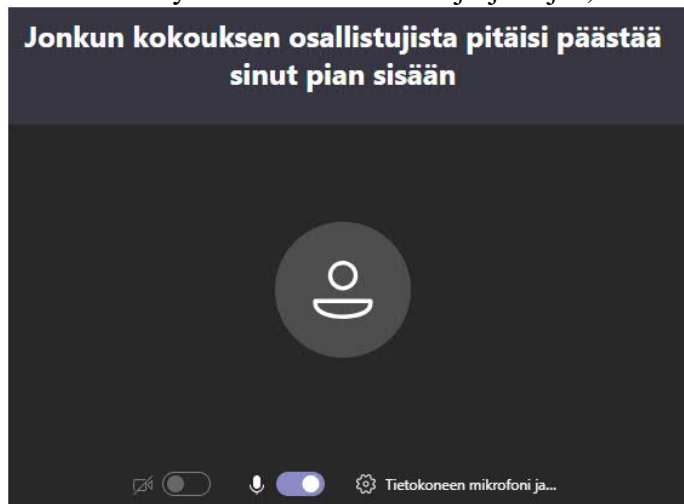 Jonkun kokouksen osallistujista pitäisi päästää
sinut pian sisään
Tietokoneen mikrofoni ja...